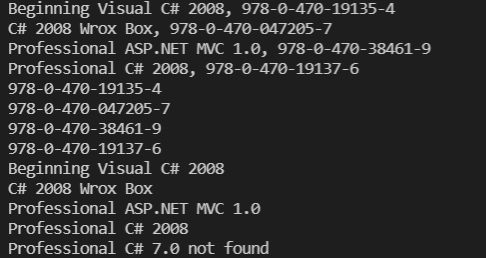 Beginning Visual C# 2008, 978-0-470-19135-4
C# 2008 Wrox Box, 978-0-470-047205-7
Professional ASP.NET MVC 1.0, 978-0-470-38461-9
Professional C# 2008, 978-0-470-19137-6
978-0-470-19135-4
978-0-470-047205-7
978-0-470-38461-9
978-0-470-19137-6
Beginning Visual C# 2008
C# 2008 Wrox Box
Professional ASP.NET MVC 1.0
Professional C# 2008
Professional C# 7.0 not found